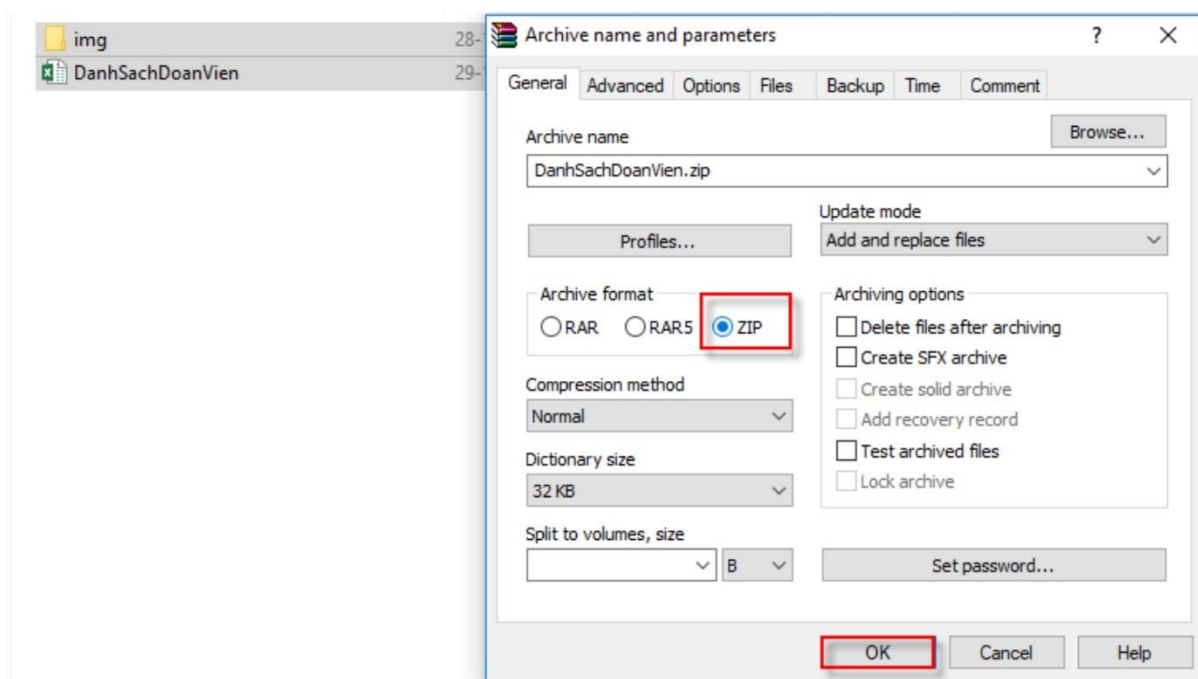 img
28-
DanhSachDoanVien
29-
Archive name and parameters
?
General Advanced Options Files Backup Time Comment
Archive name
Browse...
DanhSachDoanVien.zip
Update mode
Profiles...
Add and replace files
Archive format
RAR RAR5 ZIP
Archiving options
Delete files after archiving
Create SFX archive
Create solid archive
Add recovery record
Test archived files
Lock archive
Compression method
Normal
Dictionary size
32 KB
Split to volumes, size
B
Set password...
OK Cancel Help